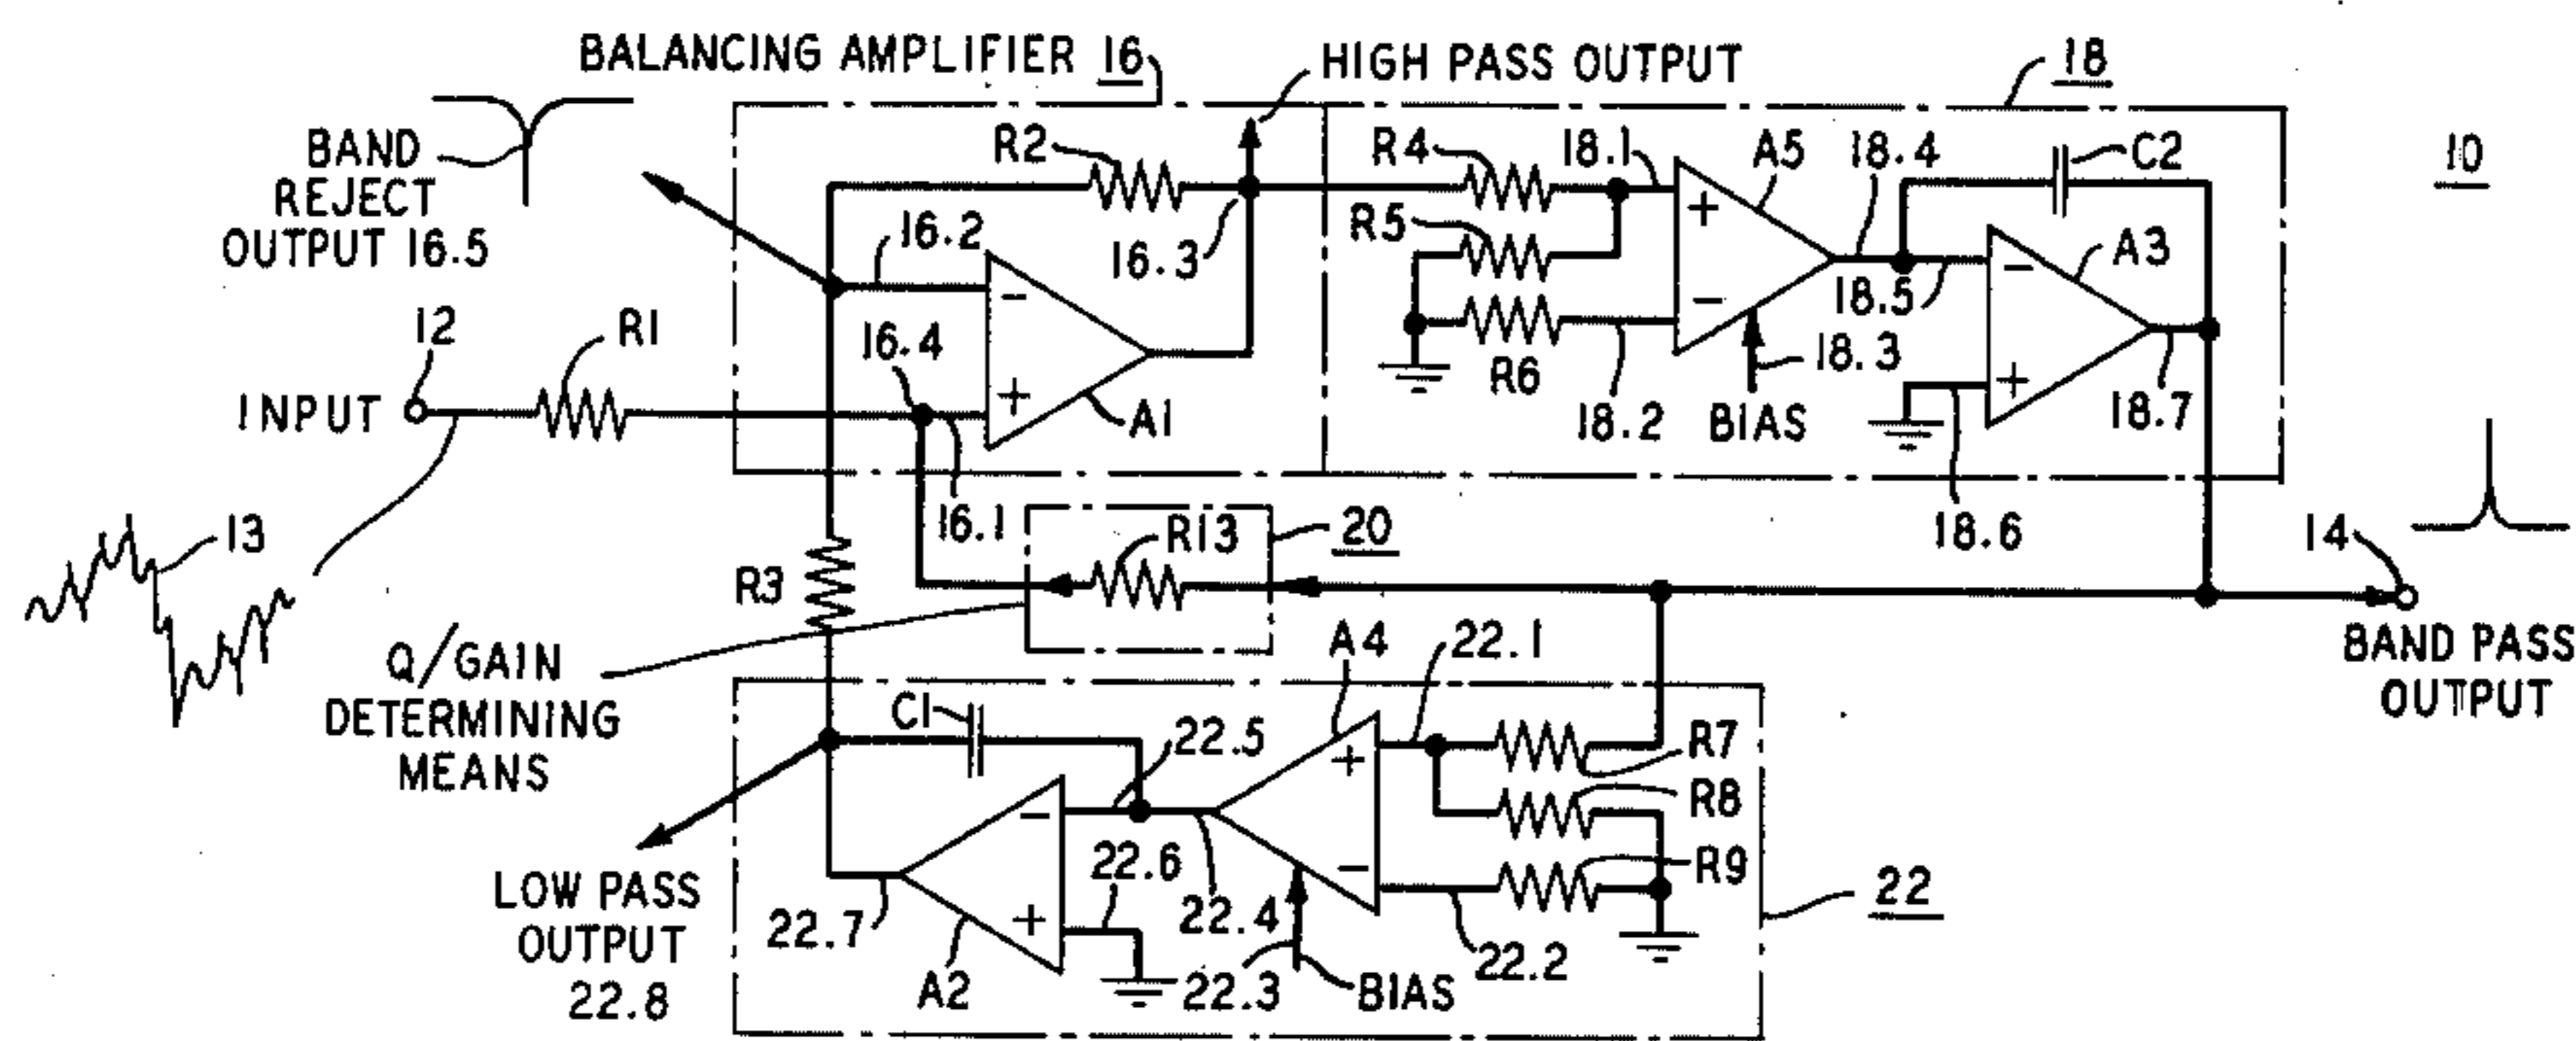 BALANCING AMPLIFIER 16
HIGH PASS OUTPUT
18
10
BAND
REJECT
OUTPUT 16.5
R2
R4
18.1
A5
18.4
C2
16.2
16.3
R5
18.5
A3
12
R1
16.4
+
-
-
INPUT
-
+
A1
R6
18.3
18.2
BIAS
+
18.7
16.1
20
18.6
14
13
R13
R3
Q/GAIN
DETERMINING
MEANS
A4
22.1
BAND PASS
OUTPUT
C1
22.5
+
R7
R8
-
22.6
-
R9
22
LOW PASS
OUTPUT
22.8
22.7
+
22.4
A2
22.3
BIAS
22.2